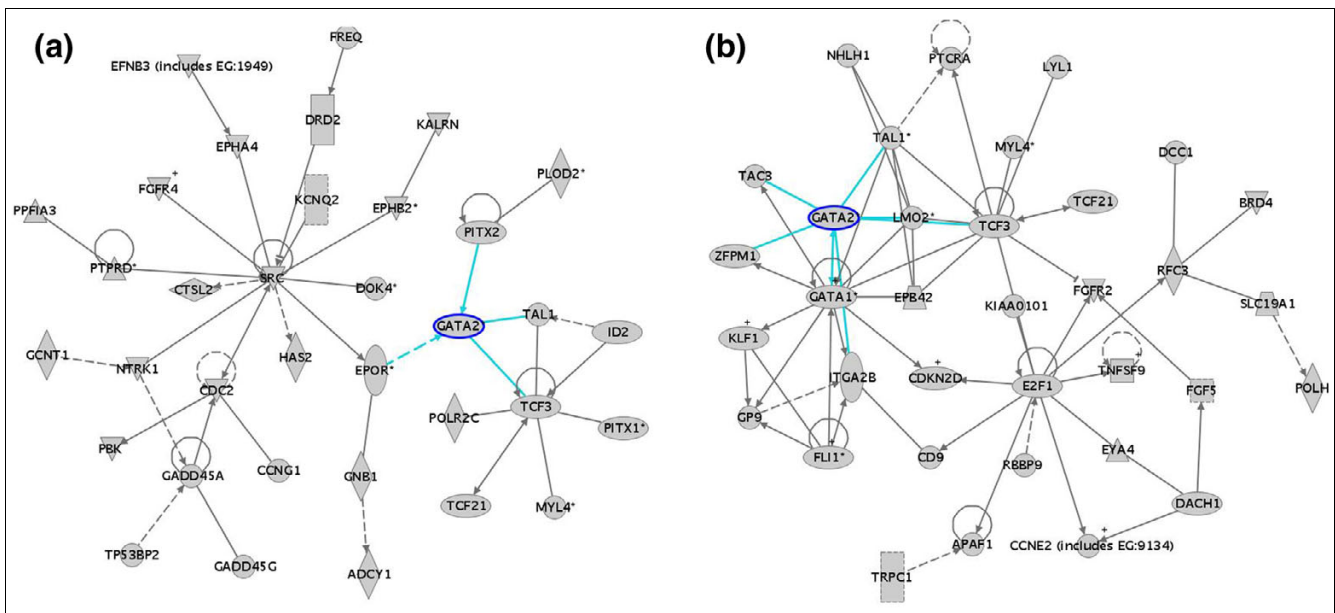 (a)
FREQ
EFNB3 (includes EG:1949)
DRD2
KALRN
EPHA4
PLOD2*
FGFR4
+
KCNQ2
EPHB2*
PPFIA3
PITX2
PTPRD*
SRC
CTSL2
DOK4*
GATA2
TAL1
ID2
GCNT1
NTRK1
HAS2
EPOR*
CDC2
TCF3
POLR2C
PITX1*
PBK
GADD45A
CCNG1
GNB1
TCF21
MYL4*
TP53BP2
GADD45G
ADCY1
(b)
NHLH1
PTCRA
LYL1
TAL1*
MYL4*
DCC1
TAC3
GATA2
LMO2*
TCF3
TCF21
BRD4
ZFPM1
RFC3
+
GATA1*
EPB42
KIAA0101
FGFR2
SLC19A1
+
KLF1
+
ITGA2B
CDKN2D
E2F1
+
TNFSF9
FGF5
POLH
GP9
+
FLI1*
CD9
RBBP9
EYA4
DACH1
APAF1
+
CCNE2 (includes EG:9134)
TRPC1